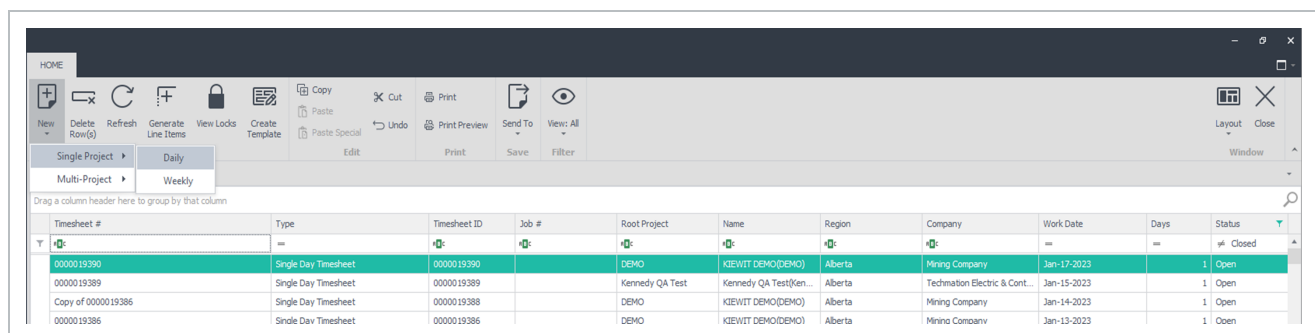 HOME
New
Delete Row(s)
Refresh
Generate Line Items
View Locks
Create Template
Copy
Paste
Paste Special
Cut
Undo
Edit
Print
Print Preview
Print
Send To
Save
View: All
Filter
Layout
Close
Window
Single Project
Daily
Multi-Project
Weekly
Drag a column header here to group by that column
Timesheet # Type Timesheet ID Job # Root Project Name Region Company Work Date Days Status
= = = ≠ Closed
0000019390 Single Day Timesheet 0000019390 DEMO KIEWIT DEMO(DEMO) Alberta Mining Company Jan-17-2023 1 Open
0000019389 Single Day Timesheet 0000019389 Kennedy QA Test Kennedy QA Test(Ken... Alberta Techmation Electric & Cont... Jan-15-2023 1 Open
Copy of 0000019386 Single Day Timesheet 0000019388 DEMO KIEWIT DEMO(DEMO) Alberta Mining Company Jan-14-2023 1 Open
0000019386 Single Day Timesheet 0000019386 DEMO KIEWIT DEMO(DEMO) Alberta Mining Company Jan-13-2023 1 Open